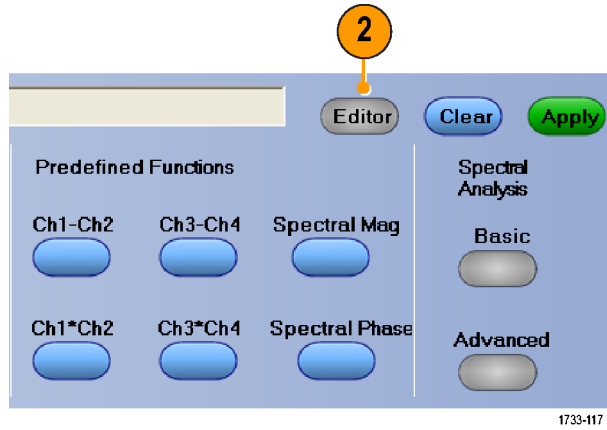 2
Editor Clear Apply
Predefined Functions
Spectral
Analysis
Ch1-Ch2 Ch3-Ch4 Spectral Mag
Basic
Ch1*Ch2 Ch3*Ch4 Spectral Phase
Advanced
1733-117